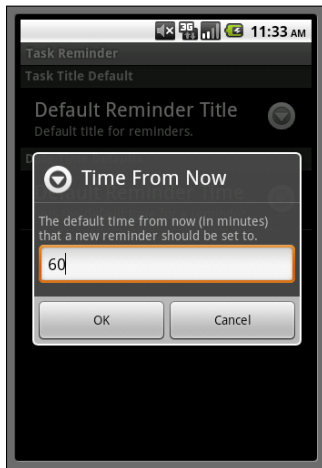 3G
11:33 AM
Task Reminder
Task Title Default
Default Reminder Title
Default title for reminders.
Time From Now
The default time from now (in minutes)
that a new reminder should be set to.
60
OK
Cancel